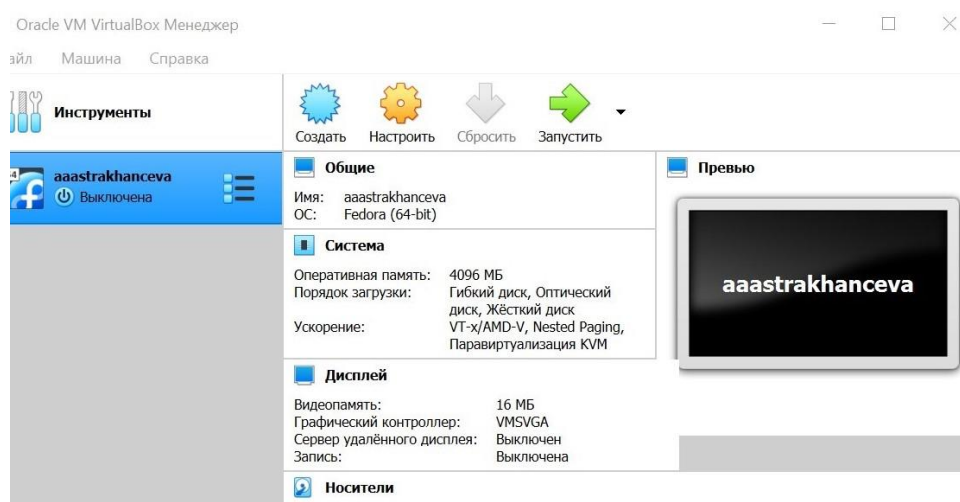 Oracle VM VirtualBox Менеджер
айл Машина Справка
Инструменты
Создать Настроить Сбросить Запустить
aaastrakhanceva
Выключена
Общие
Имя: aaastrakhanceva
ОС: Fedora (64-bit)
Система
Оперативная память: 4096 МБ
Порядок загрузки: Гибкий диск, Оптический
диск, Жёсткий диск
Ускорение: VT-x/AMD-V, Nested Paging,
Паравиртуализация KVM
Дисплей
Видеопамять: 16 МБ
Графический контроллер: VMSVGA
Сервер удалённого дисплея: Выключен
Запись: Выключена
Носители
Превью
aaastrakhanceva